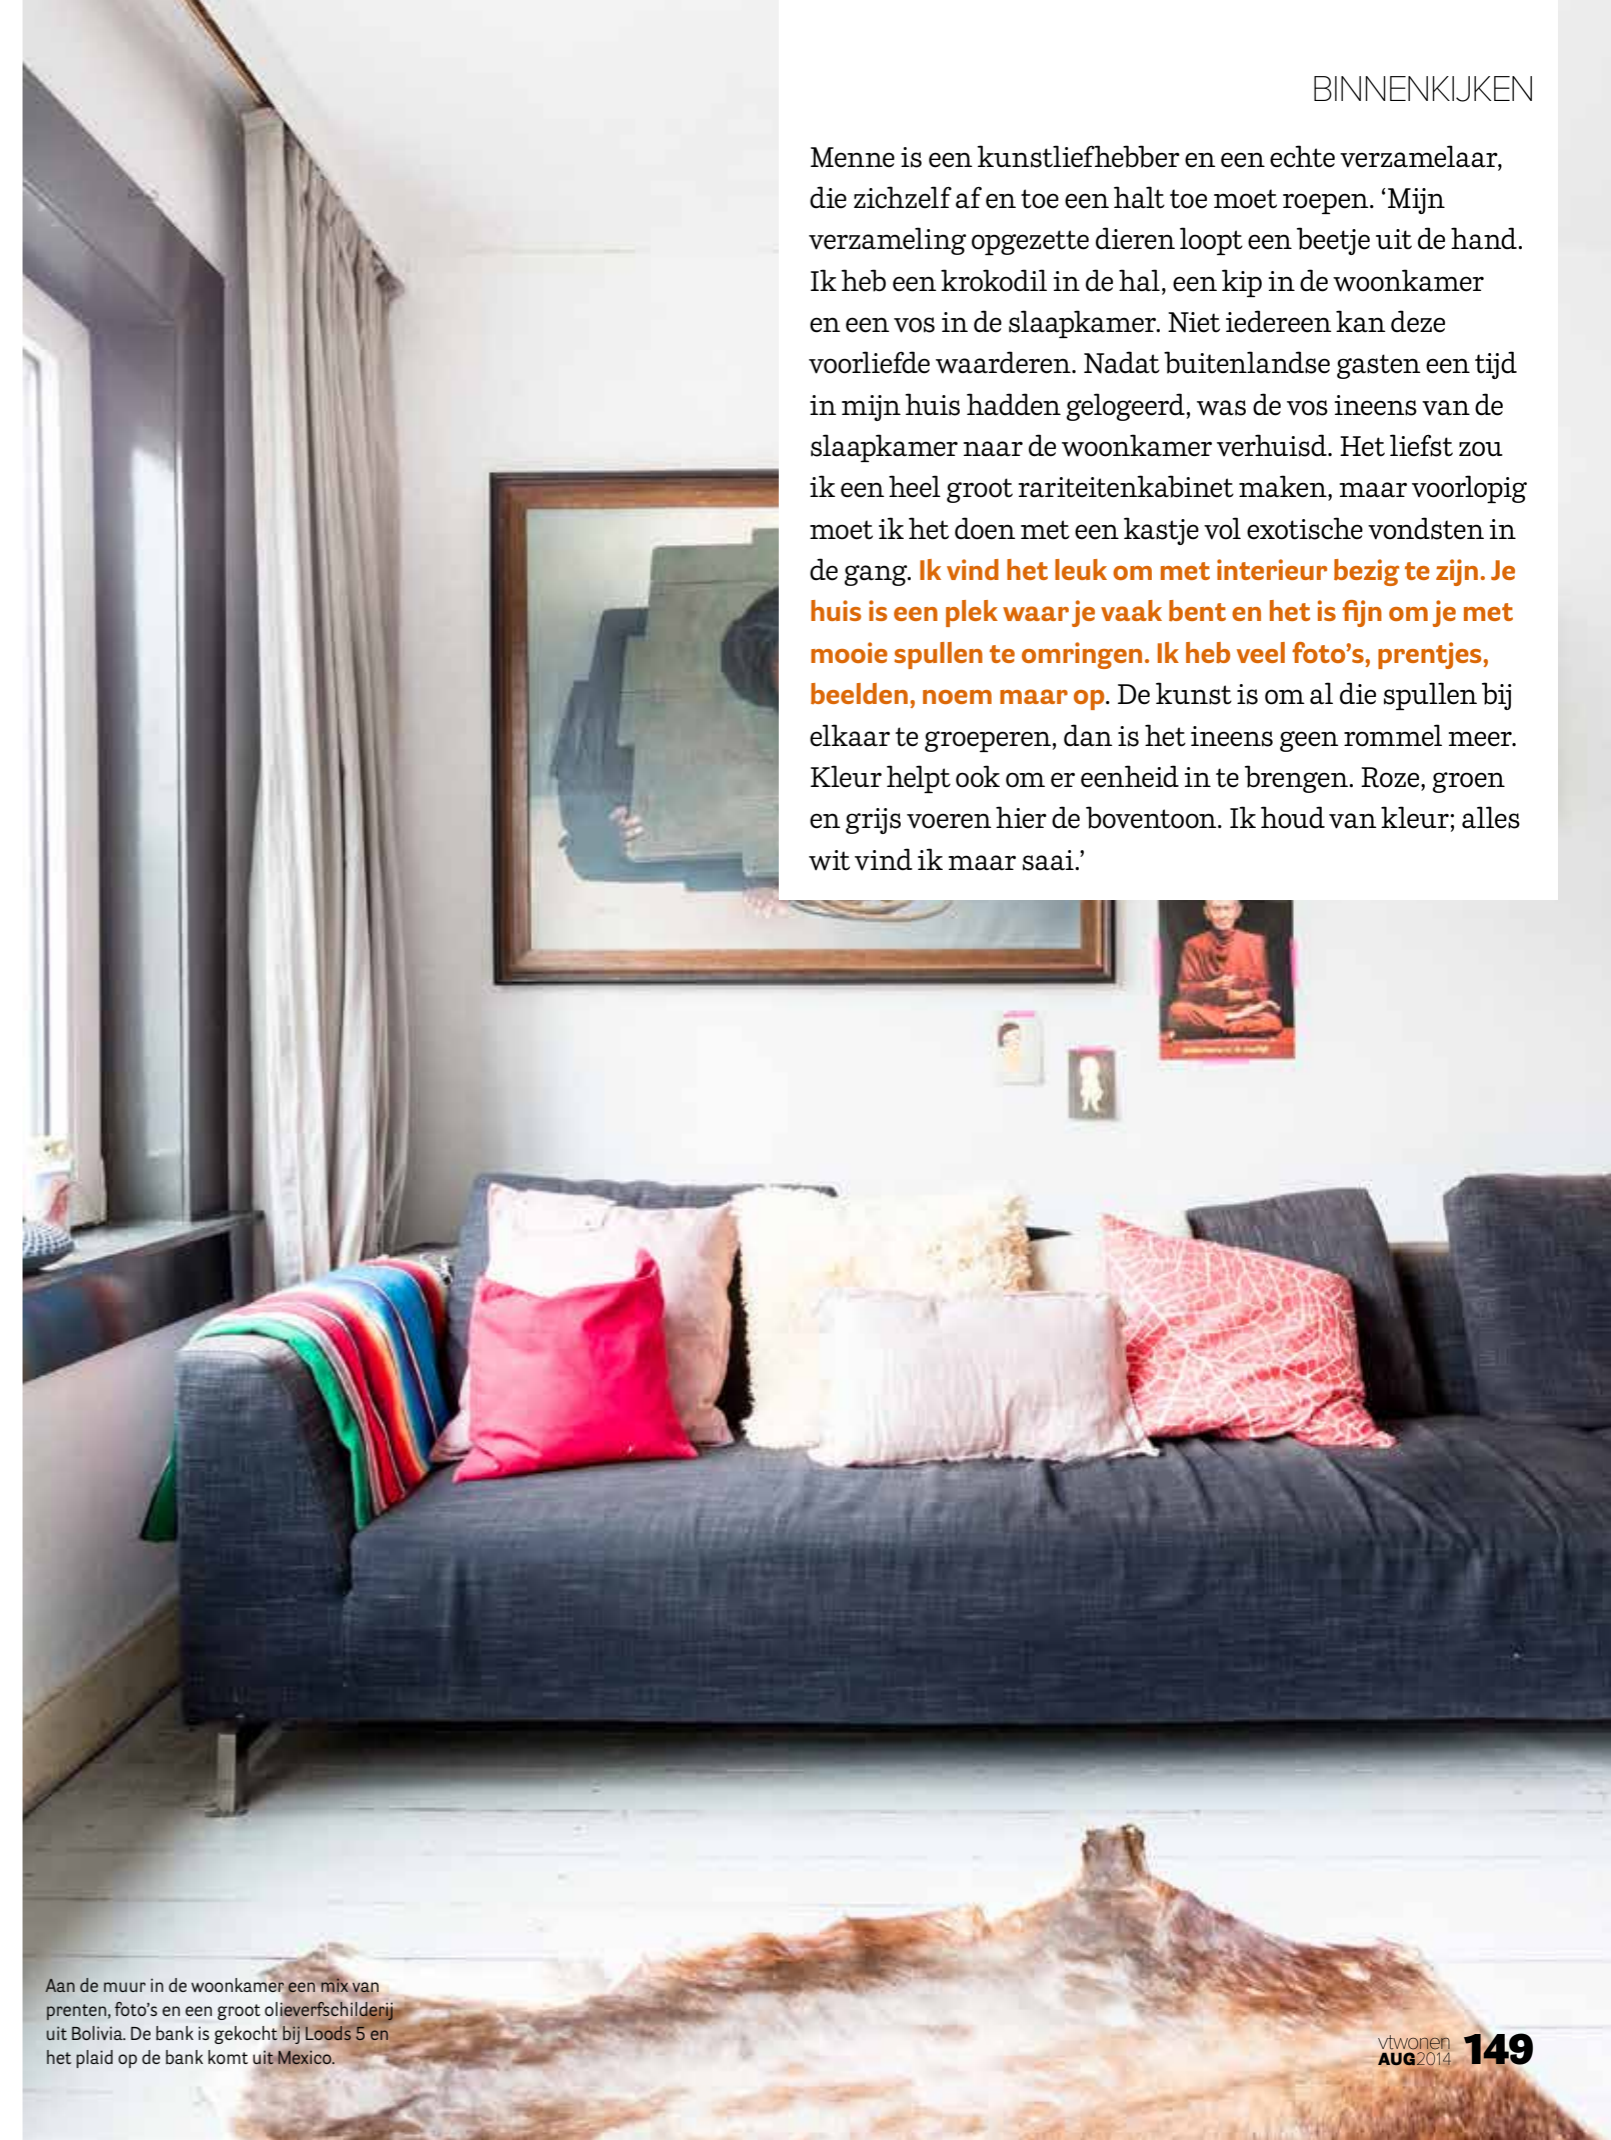 BINNENKIJKEN
Menne is een kunstliefhebber en een echte verzamelaar,
die zichzelf af en toe een halt toe moet roepen. ‘Mijn
verzameling opgezette dieren loopt een beetje uit de hand.
Ik heb een krokodil in de hal, een kip in de woonkamer
en een vos in de slaapkamer. Niet iedereen kan deze
voorliefde waarderen. Nadat buitenlandse gasten een tijd
in mijn huis hadden gelogeerd, was de vos ineens van de
slaapkamer naar de woonkamer verhuisd. Het liefst zou
ik een heel groot rariteitenkabinet maken, maar voorlopig
moet ik het doen met een kastje vol exotische vondsten in
de gang. Ik vind het leuk om met interieur bezig te zijn. Je
huis is een plek waar je vaak bent en het is fijn om je met
mooie spullen te omringen. Ik heb veel foto’s, prentjes,
beelden, noem maar op. De kunst is om al die spullen bij
elkaar te groeperen, dan is het ineens geen rommel meer.
Kleur helpt ook om er eenheid in te brengen. Roze, groen
en grijs voeren hier de boventoon. Ik houd van kleur; alles
wit vind ik maar saai.’
Aan de muur in de woonkamer een mix van
prenten, foto’s en een groot olieverfschilderij
uit Bolivia. De bank is gekocht bij Loods 5 en
het plaid op de bank komt uit Mexico.
vtwonen
AUG2014 149